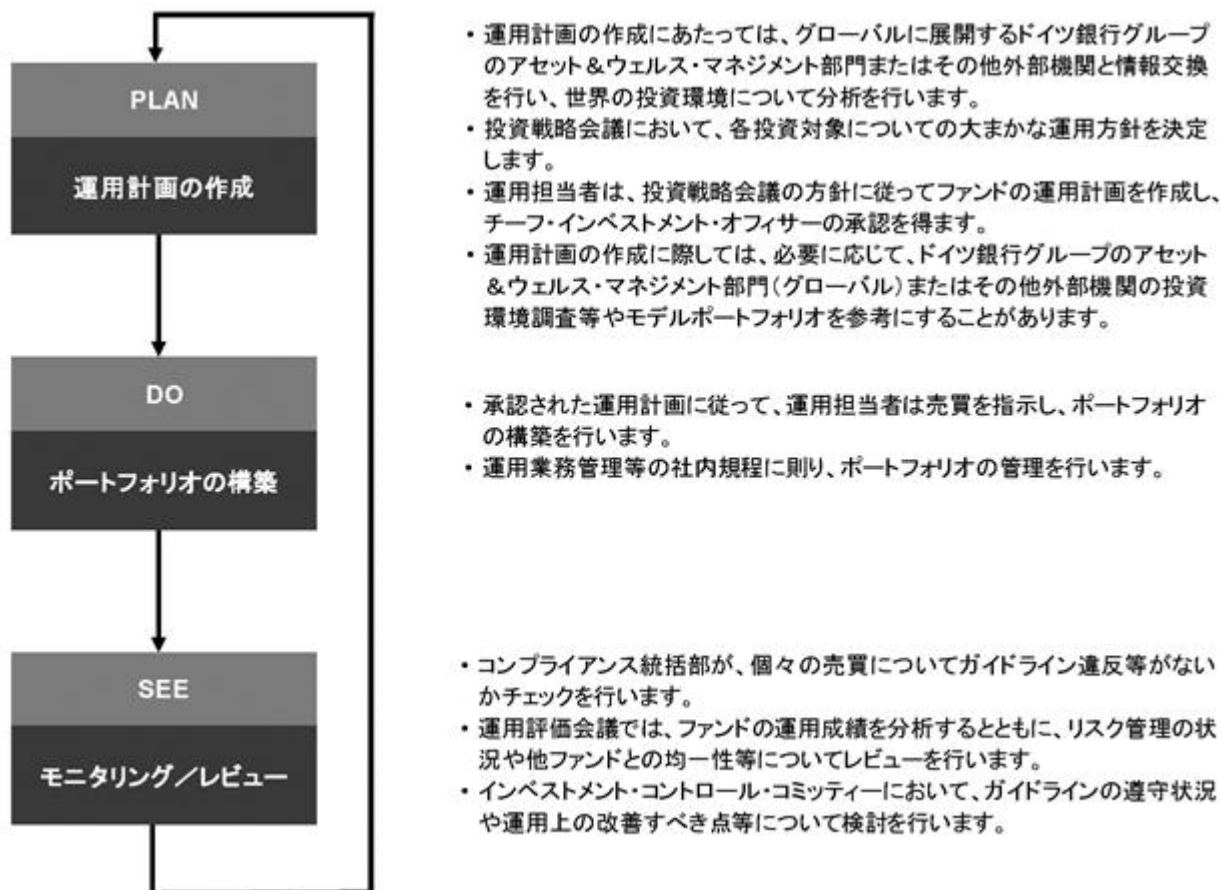 PLAN
運用計画の作成
・運用計画の作成にあたっては、グローバルに展開するドイツ銀行グループ
のアセット＆ウェルス・マネジメント部門またはその他外部機関と情報交換
を行い、世界の投資環境について分析を行います。
・投資戦略会議において、各投資対象についての大まかな運用方針を決定
します。
・運用担当者は、投資戦略会議の方針に従ってファンドの運用計画を作成し、
チーフ・インベストメント・オフィサーの承認を得ます。
・運用計画の作成に際しては、必要に応じて、ドイツ銀行グループのアセット
＆ウェルス・マネジメント部門（グローバル）またはその他外部機関の投資
環境調査等やモデルポートフォリオを参考にすることがあります。
DO
ポートフォリオの構築
・承認された運用計画に従って、運用担当者は売買を指示し、ポートフォリオ
の構築を行います。
・運用業務管理等の社内規程に則り、ポートフォリオの管理を行います。
SEE
モニタリング／レビュー
・コンプライアンス統括部が、個々の売買についてガイドライン違反等がない
かチェックを行います。
・運用評価会議では、ファンドの運用成績を分析するとともに、リスク管理の状
況や他ファンドとの均一性等についてレビューを行います。
・インベストメント・コントロール・コミッティーにおいて、ガイドラインの遵守状況
や運用上の改善すべき点等について検討を行います。